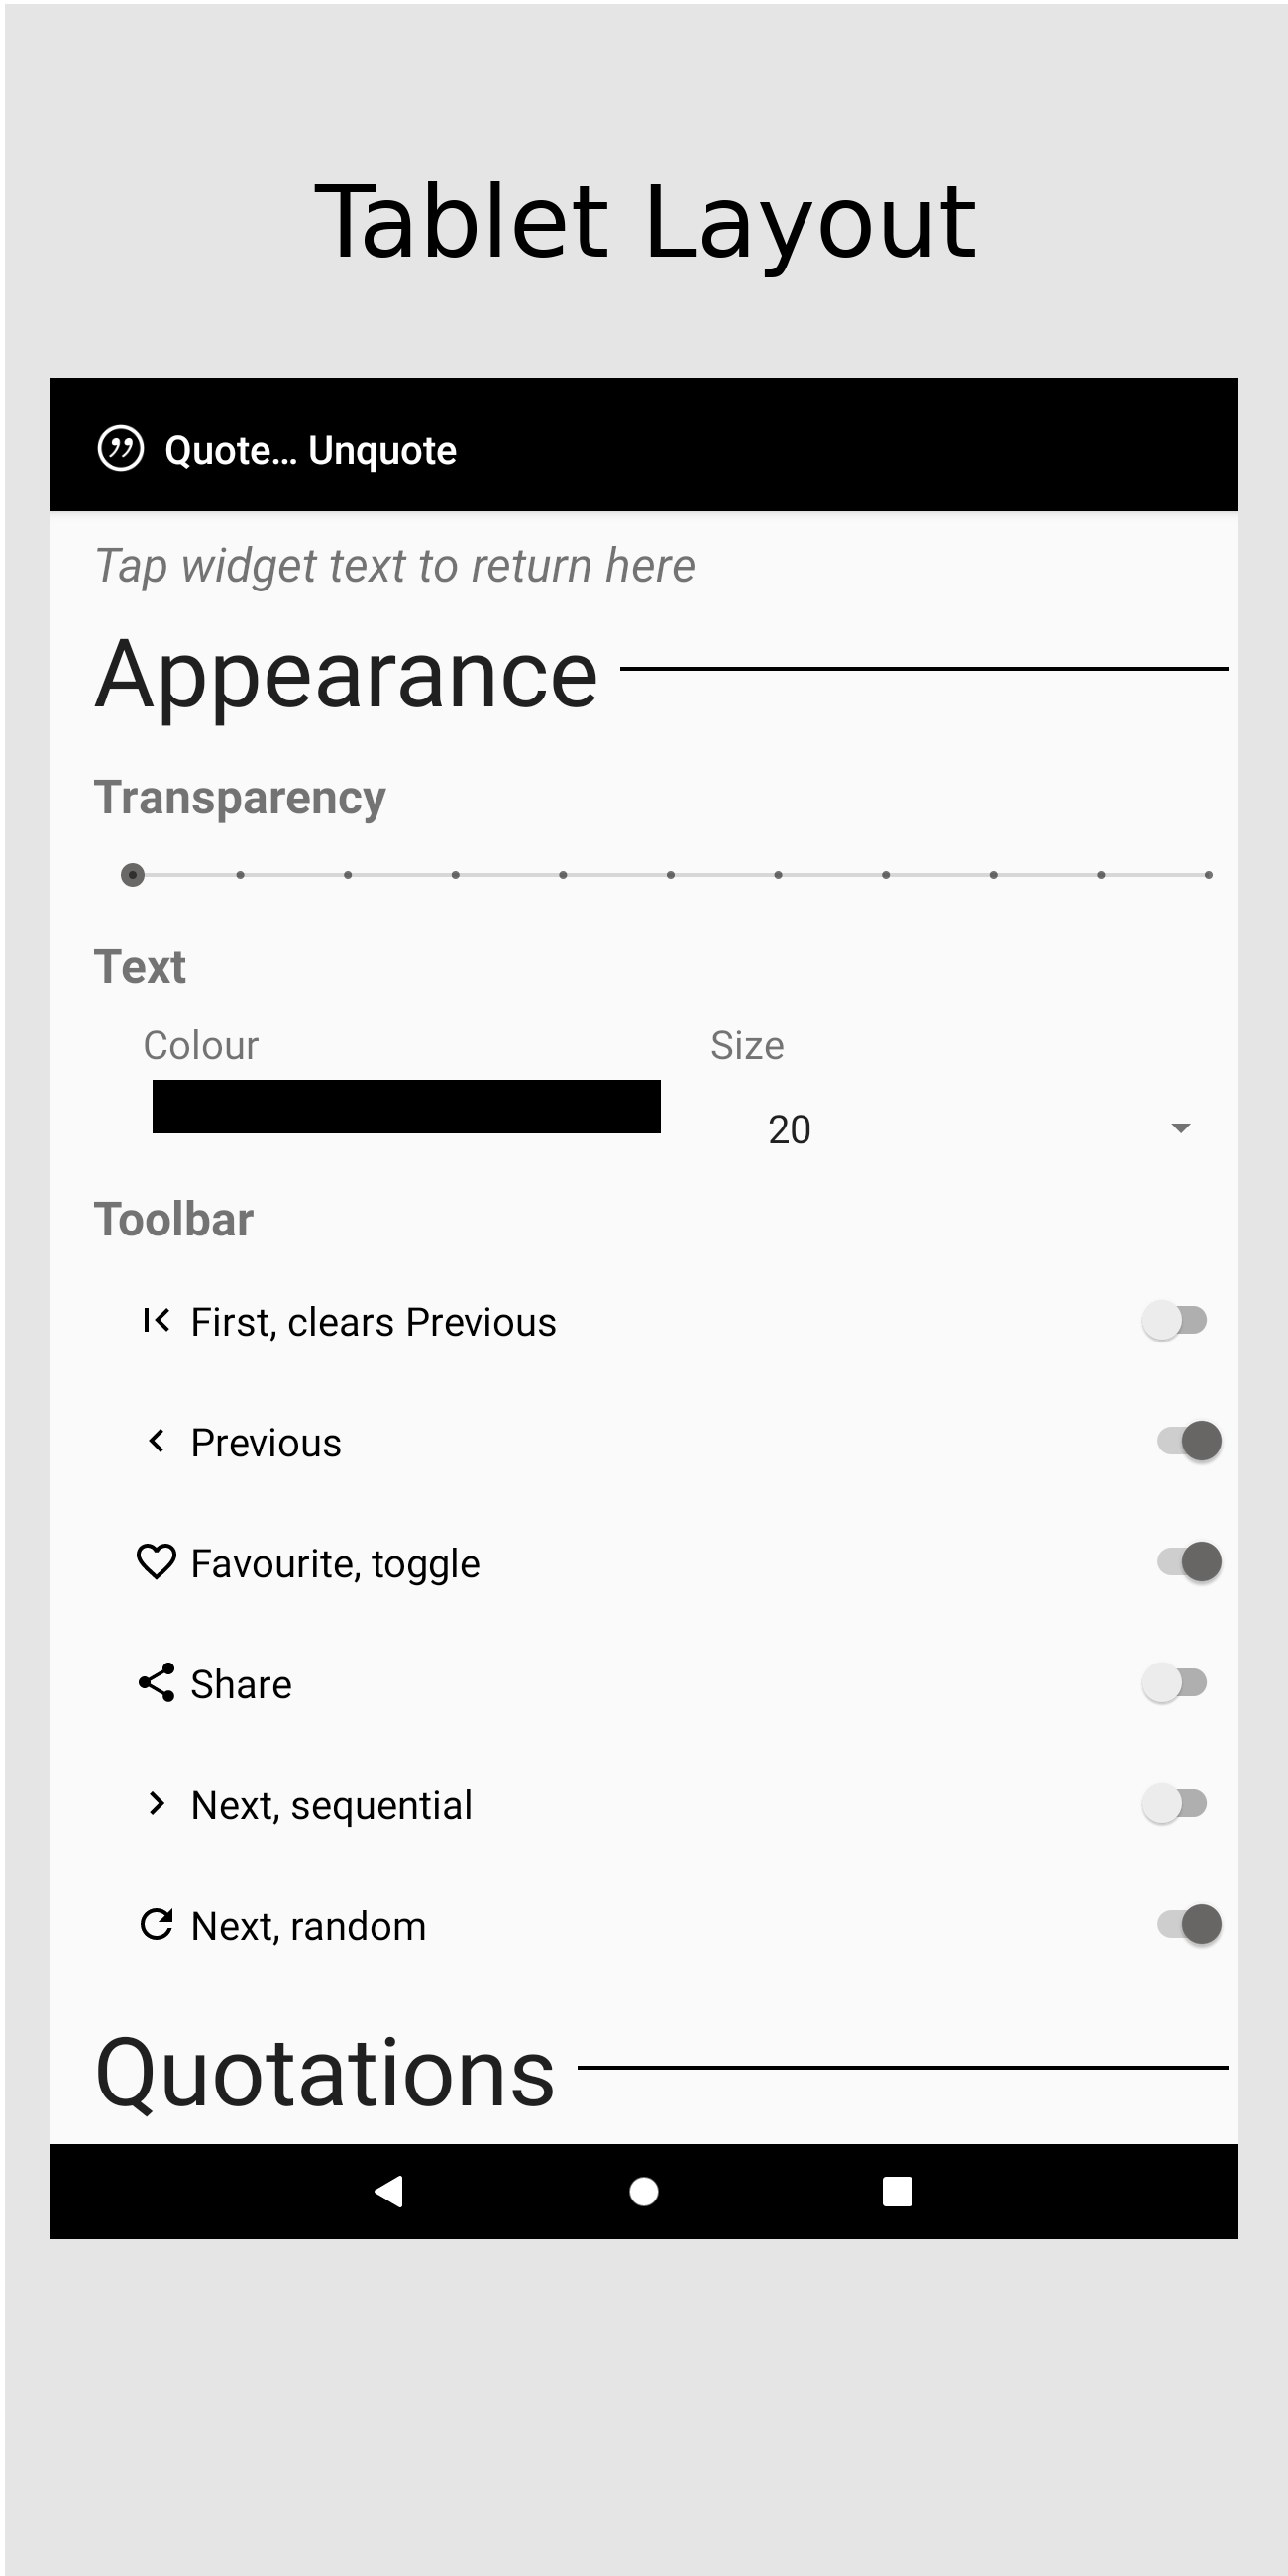 Tablet Layout
Quote... Unquote
Tap widget text to return here
Appearance
Transparency
Text
Colour
Size
20
Toolbar
First, clears Previous
Previous
Favourite, toggle
Share
Next, sequential
Next, random
Quotations